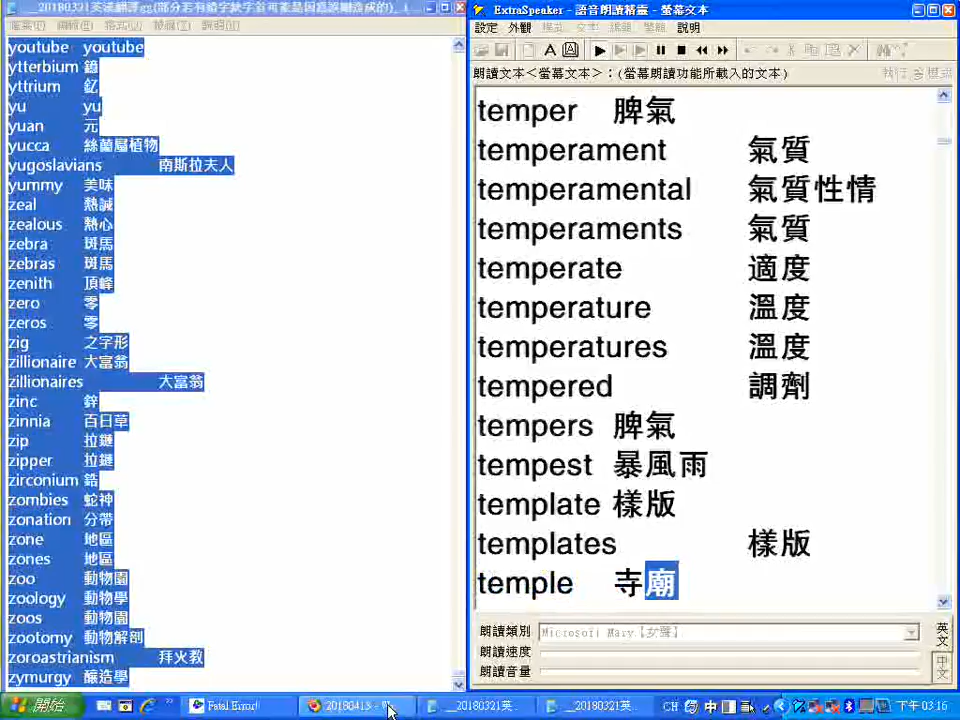 ExtraSpeaker - 語音朗讀精靈 - 螢幕文本
設定 外觀 說明
朗讀文本<螢幕文本>：(螢幕朗讀功能所載入的文本)
youtube youtube
ytterbium 鐿
yttrium 釔
yu yu
yuan 元
yucca 絲蘭屬植物
yugoslavians 南斯拉夫人
yummy 美味
zeal 熱誠
zealous 熱心
zebra 斑馬
zebras 斑馬
zenith 頂峰
zero 零
zeros 零
zig 之字形
zillionaire 大富翁
zillionaires 大富翁
zinc 鋅
zinnia 百日草
zip 拉鏈
zipper 拉鏈
zirconium 鋯
zombies 蛇神
zonation 分帶
zone 地區
zones 地區
zoo 動物園
zoology 動物學
zoos 動物園
zootomy 動物解剖
zoroastrianism 拜火教
zymurgy 釀造學
temper 脾氣
temperament 氣質
temperamental 氣質性情
temperaments 氣質
temperate 適度
temperature 溫度
temperatures 溫度
tempered 調劑
tempers 脾氣
tempest 暴風雨
template 樣版
templates 樣版
temple 寺廟
朗讀類別 Microsoft Mary【女聲】
朗讀速度
朗讀音量
英文
中文
開始
Fatal Error!
20180413 -
__20180321英...
__20180321英...
CH
中
下午 03:16